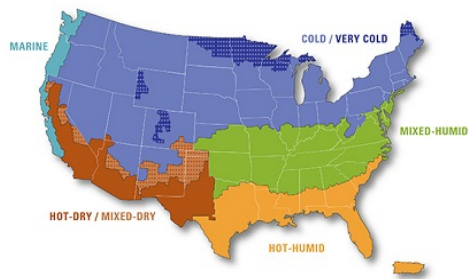 MARINE
COLD / VERY COLD
MIXED-HUMID
HOT-DRY / MIXED-DRY
HOT-HUMID